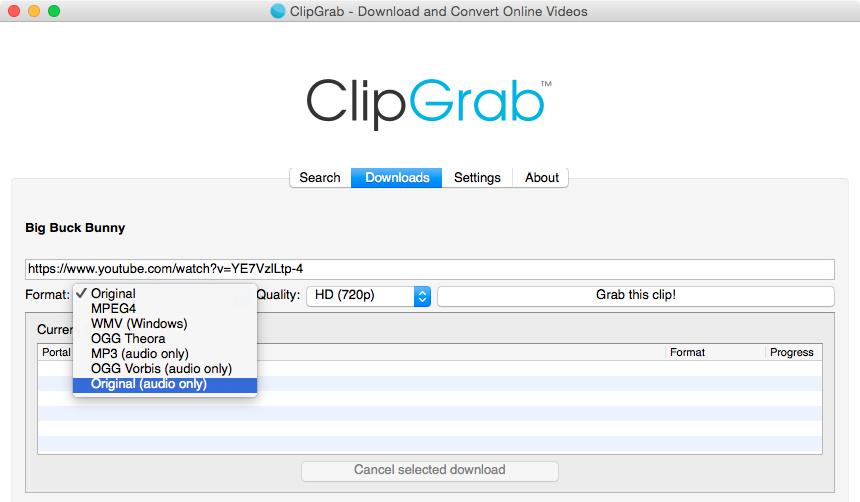 ClipGrab - Download and Convert Online Videos
ClipGrab™
Search Downloads Settings About
Big Buck Bunny
https://www.youtube.com/watch?v=YE7VzlLtp-4
Format: ✓ Original Quality: HD (720p) Grab this clip!
MPEG4
WMV (Windows)
OGG Theora
Curre
MP3 (audio only)
Portal Format Progress
OGG Vorbis (audio only)
Original (audio only)
Cancel selected download